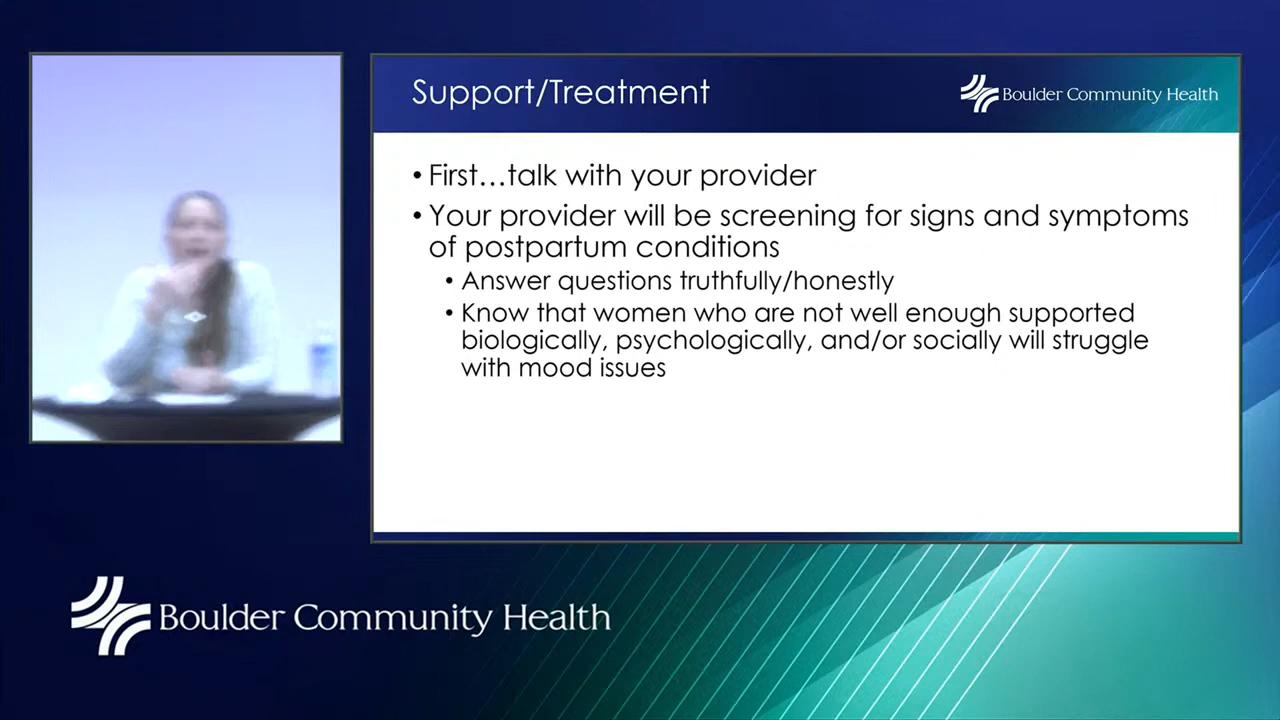 Support/Treatment
Boulder Community Health
• First…talk with your provider
• Your provider will be screening for signs and symptoms
of postpartum conditions
• Answer questions truthfully/honestly
• Know that women who are not well enough supported
biologically, psychologically, and/or socially will struggle
with mood issues
Boulder Community Health